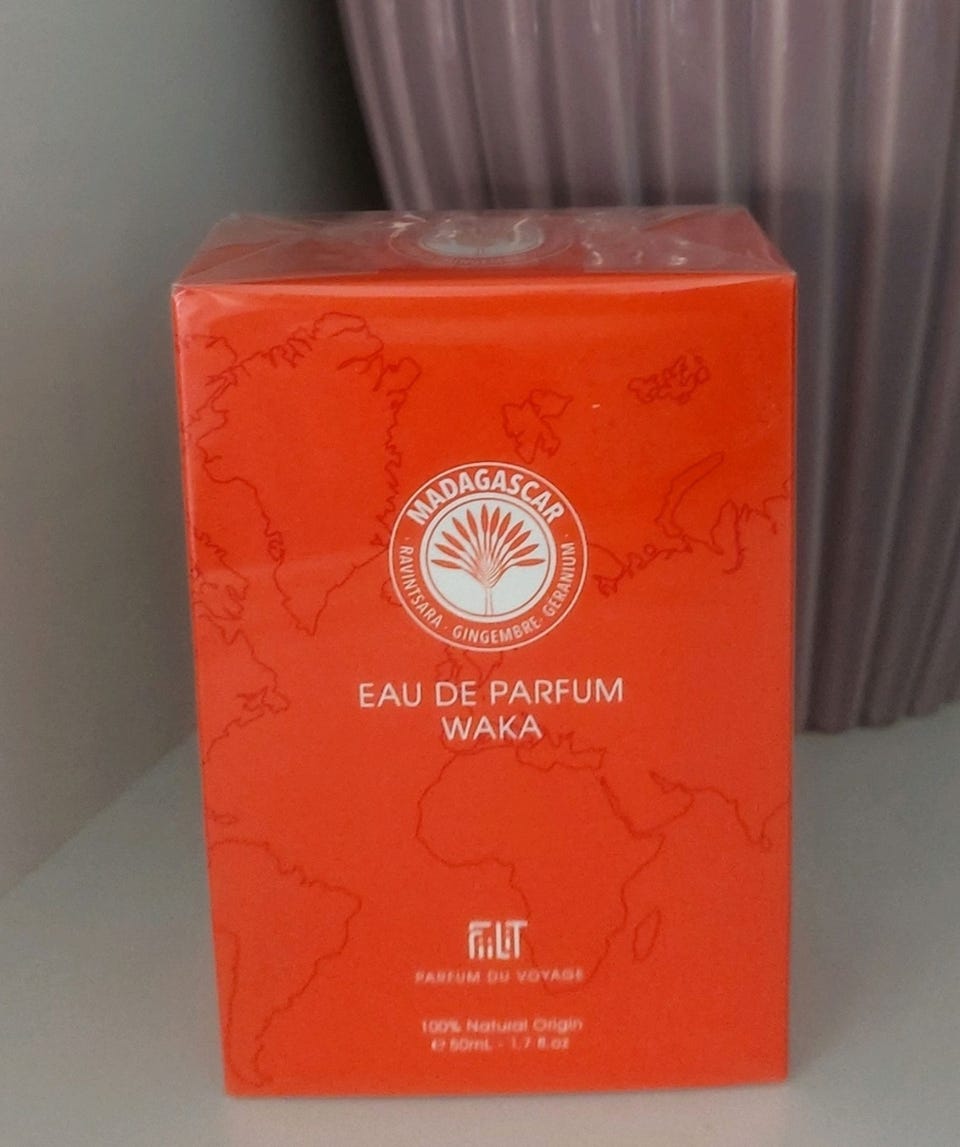 MADAGASCAR
· RAVINTSARA · GINGEMBRE · GERANIUM ·
EAU DE PARFUM
WAKA
FiiLiT
PARFUM DU VOYAGE
100% Natural Origin
℮ 50mL - 1.7 fl.oz